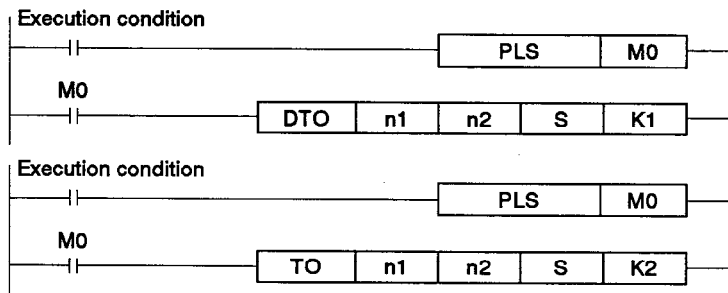 Execution condition
PLS M0
M0
DTO n1 n2 S K1
Execution condition
PLS M0
M0
TO n1 n2 S K2